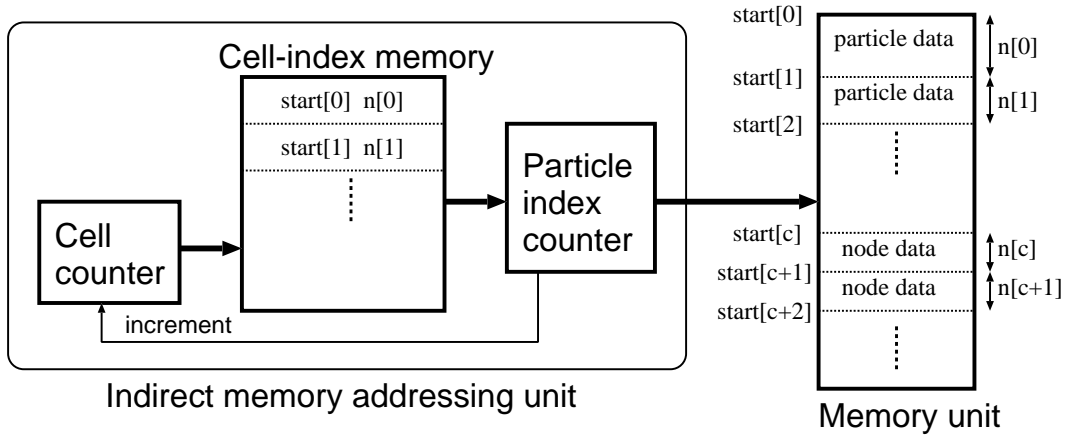 Cell-index memory
start[0] n[0]
start[1] n[1]
Cell
counter
Particle
index
counter
increment
Indirect memory addressing unit
start[0]
particle data
n[0]
start[1]
particle data
n[1]
start[2]
start[c]
node data
n[c]
start[c+1]
node data
n[c+1]
start[c+2]
Memory unit